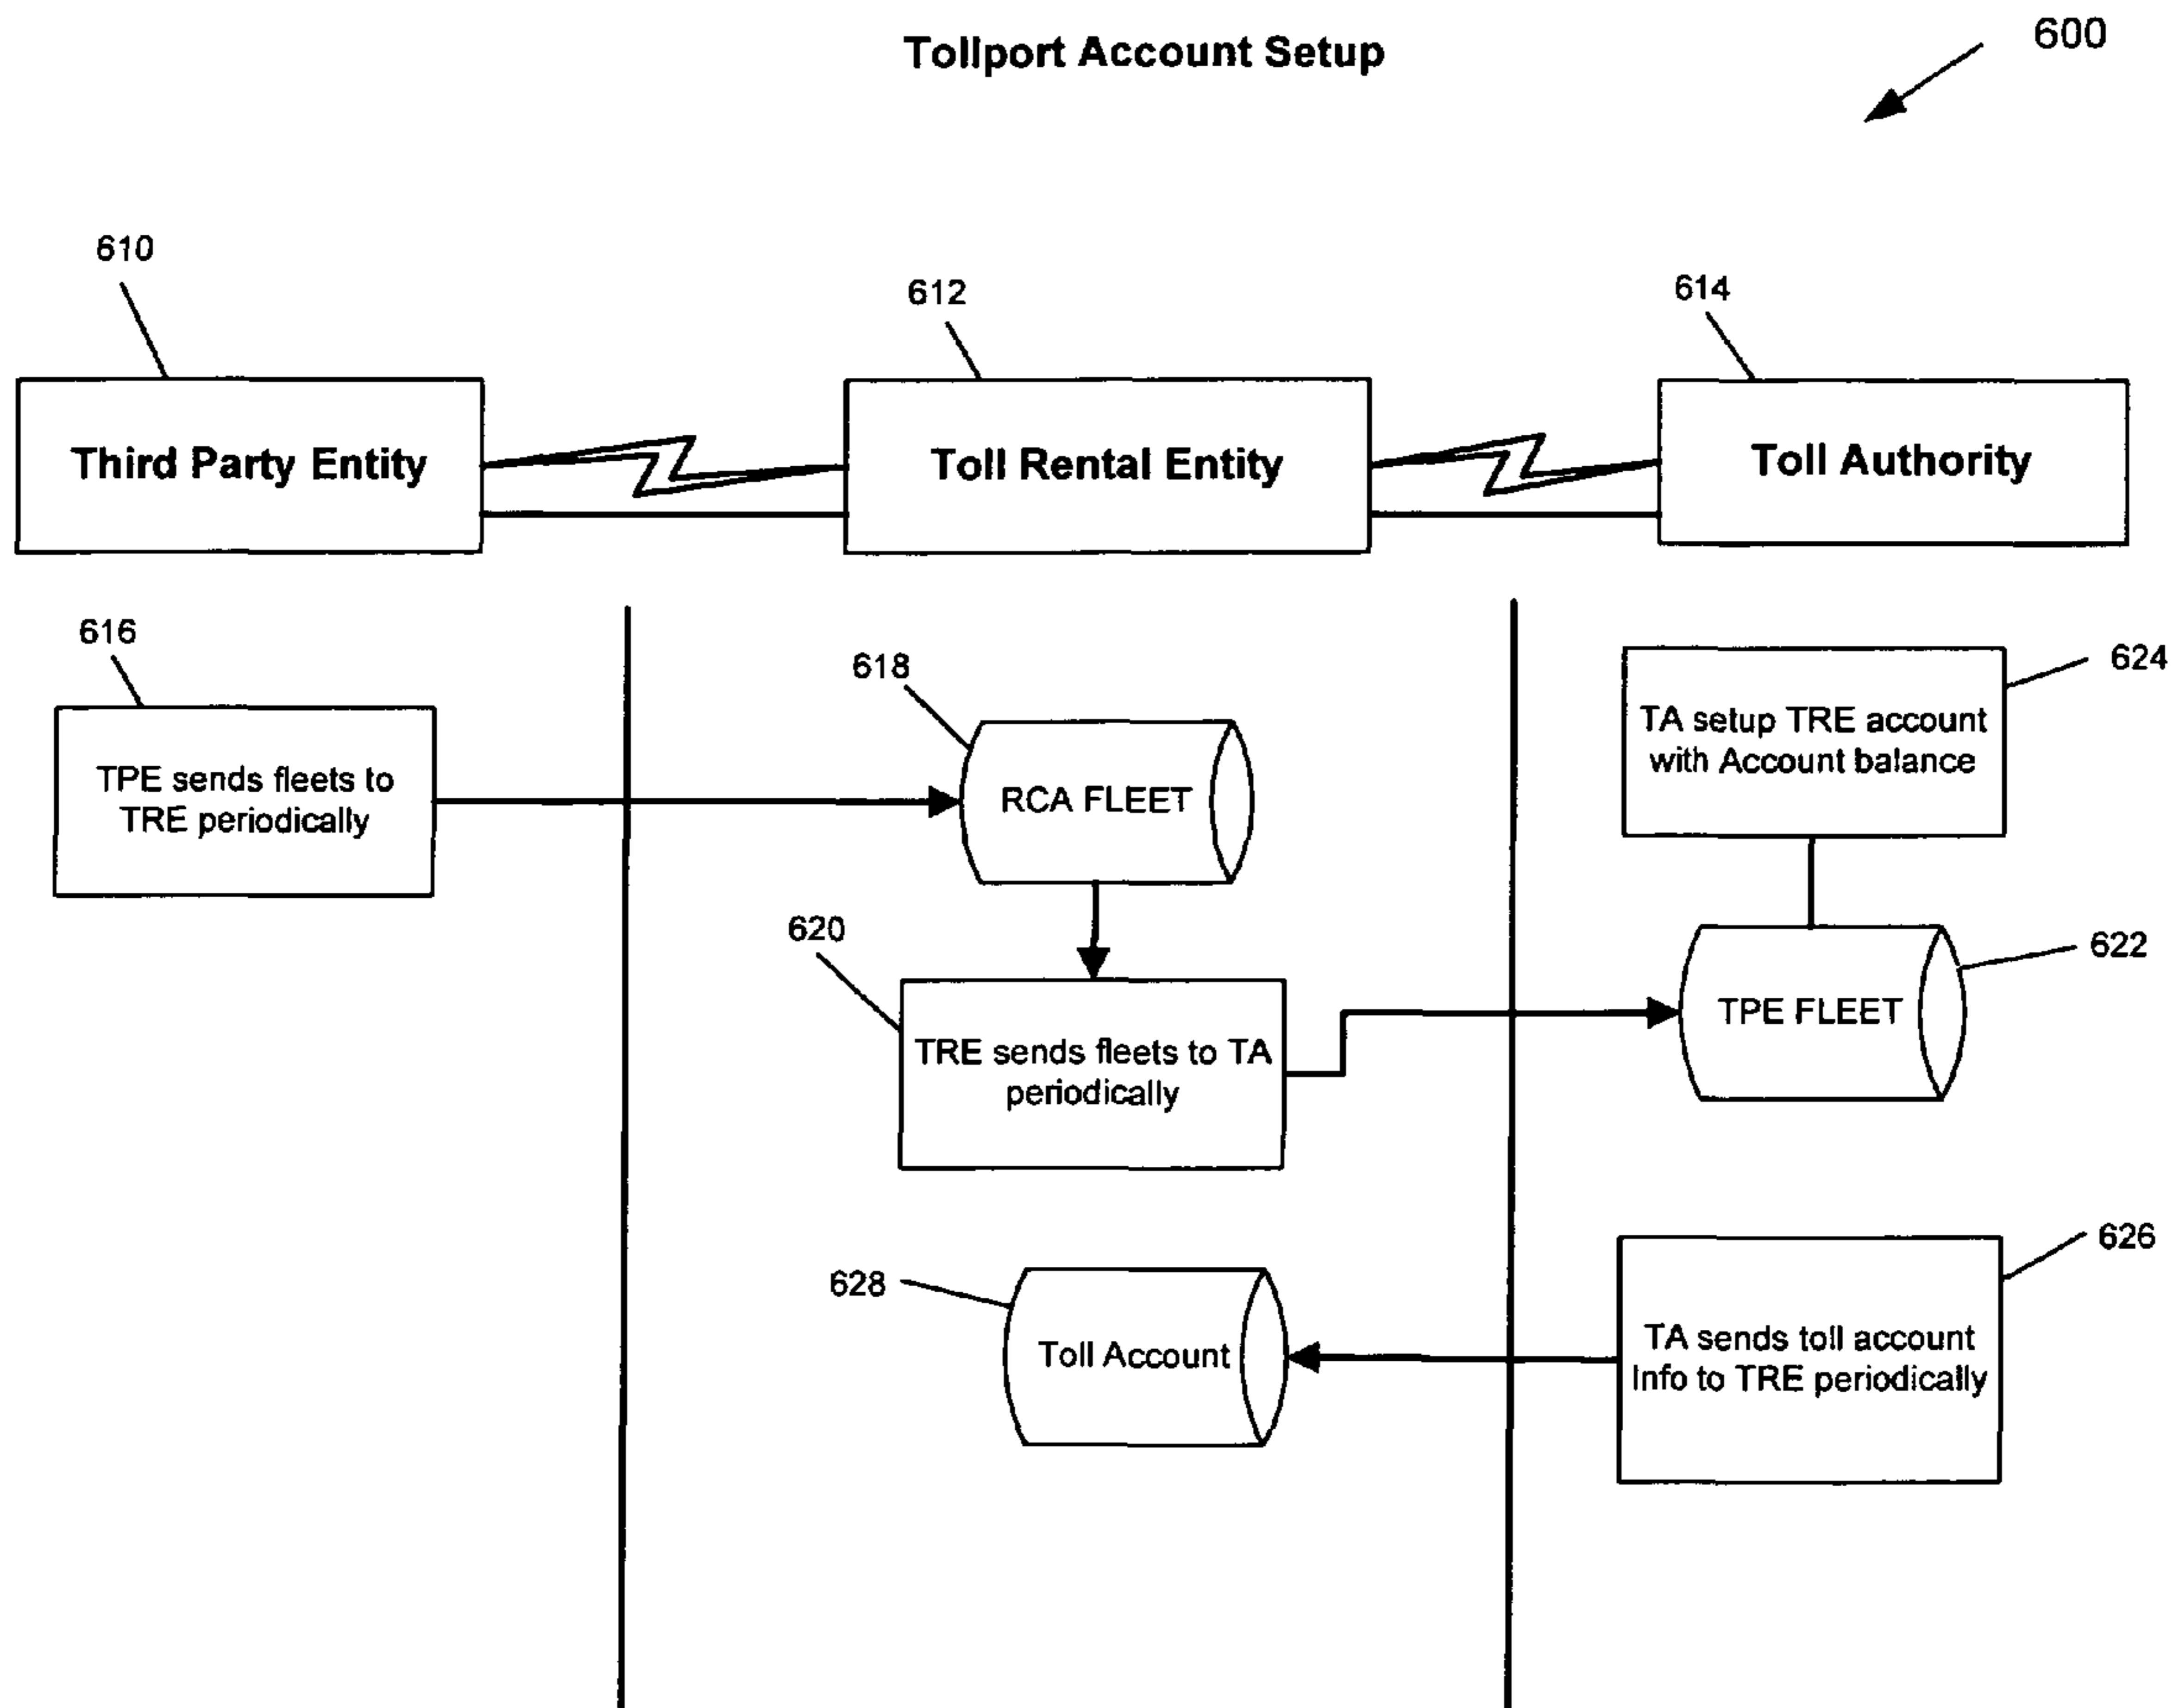 Tollport Account Setup
600
610
612
614
Third Party Entity
Toll Rental Entity
Toll Authority
616
618
624
TPE sends fleets to
TRE periodically
RCA FLEET
TA setup TRE account
with Account balance
620
622
TRE sends fleets to TA
periodically
TPE FLEET
628
626
Toll Account
TA sends toll account
Info to TRE periodically